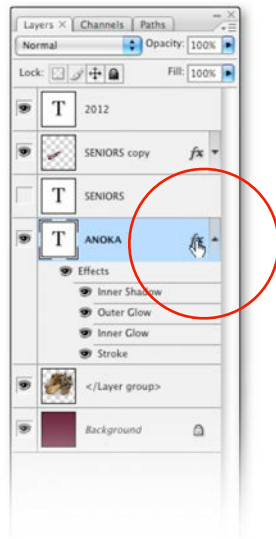 Layers × Channels Paths
Normal Opacity: 100%
Lock: Fill: 100%
T 2012
SENIORS copy fx
T SENIORS
T ANOKA fx
Effects
Inner Shadow
Outer Glow
Inner Glow
Stroke
</Layer group>
Background